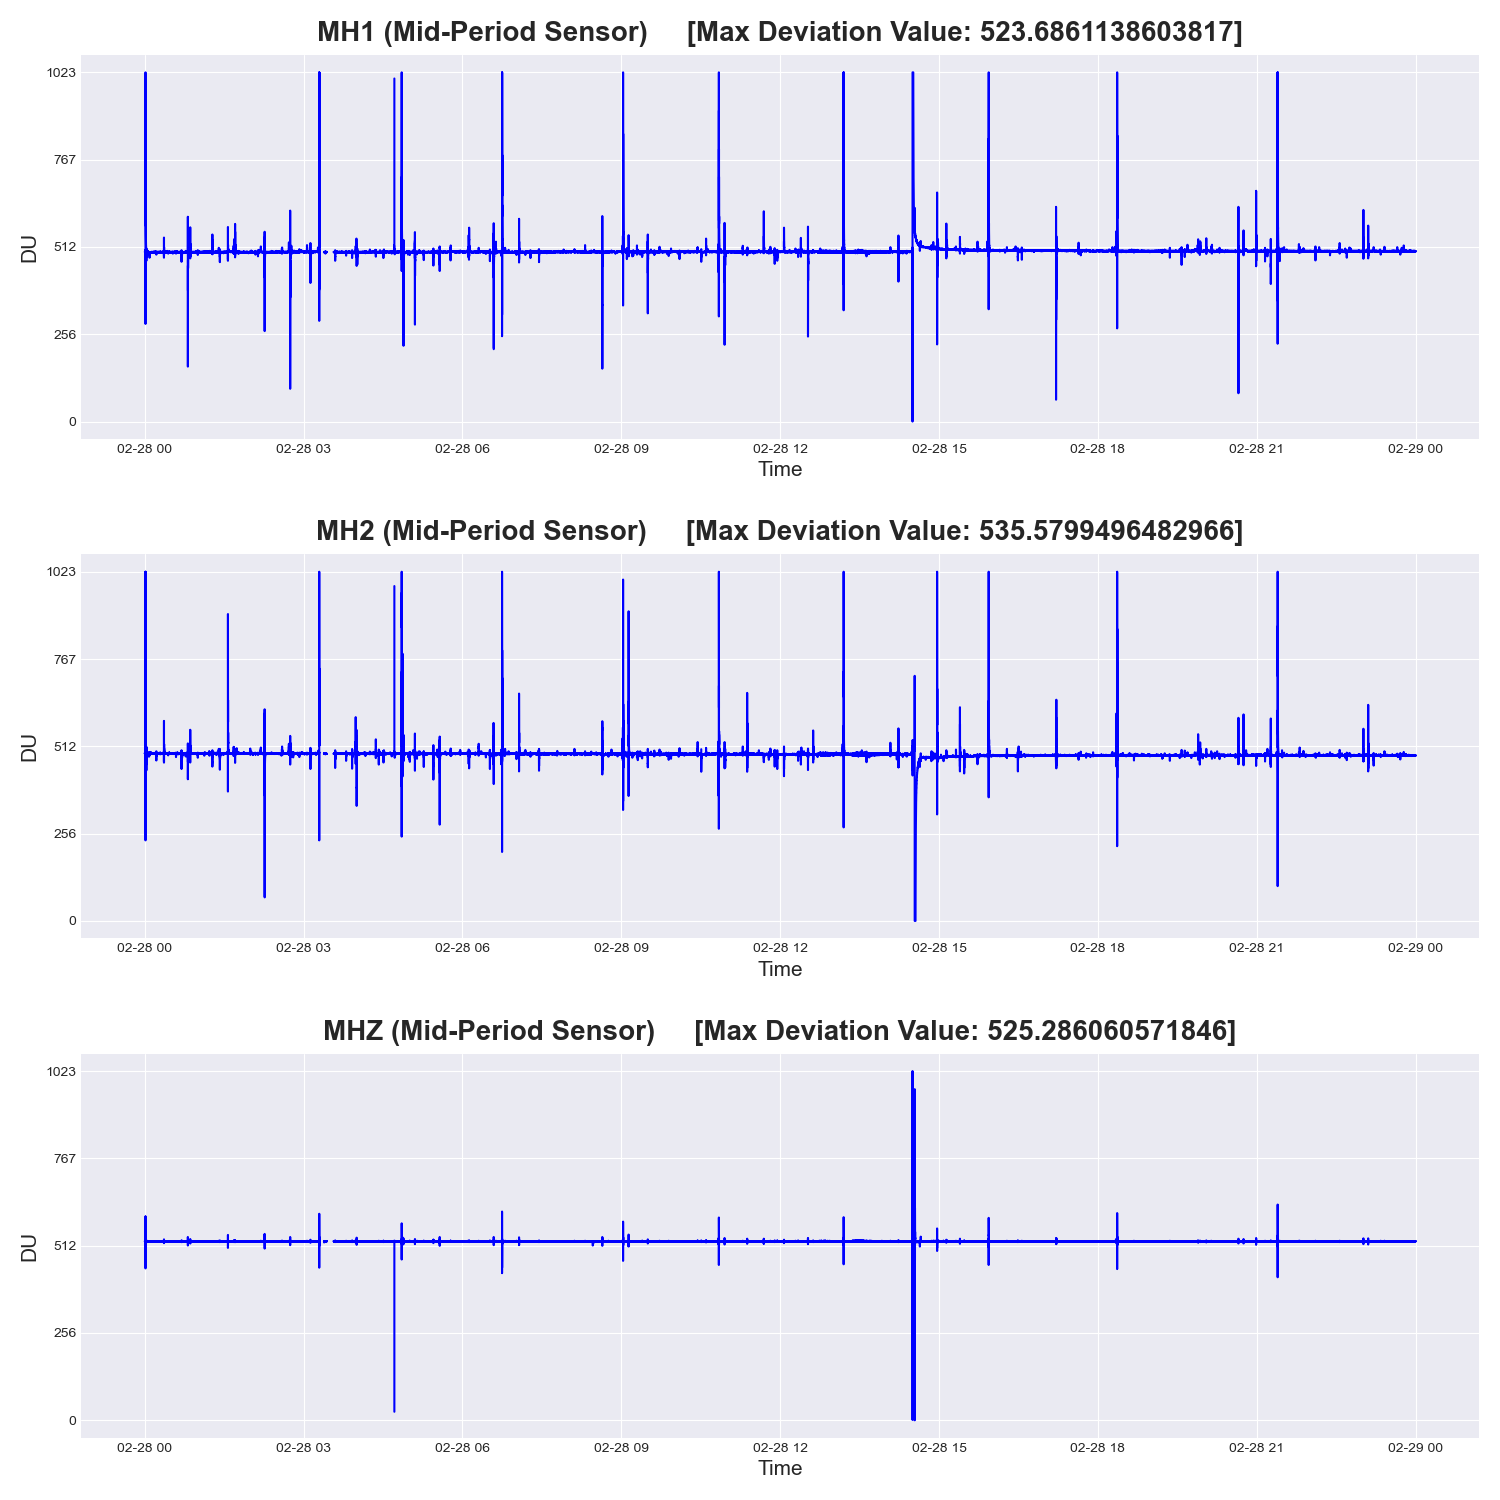 MH1 (Mid-Period Sensor) [Max Deviation Value: 523.6861138603817]
1023
767
512
256
0
DU
02-28 00 02-28 03 02-28 06 02-28 09 02-28 12 02-28 15 02-28 18 02-28 21 02-29 00
Time
MH2 (Mid-Period Sensor) [Max Deviation Value: 535.5799496482966]
1023
767
512
256
0
DU
02-28 00 02-28 03 02-28 06 02-28 09 02-28 12 02-28 15 02-28 18 02-28 21 02-29 00
Time
MHZ (Mid-Period Sensor) [Max Deviation Value: 525.286060571846]
1023
767
512
256
0
DU
02-28 00 02-28 03 02-28 06 02-28 09 02-28 12 02-28 15 02-28 18 02-28 21 02-29 00
Time